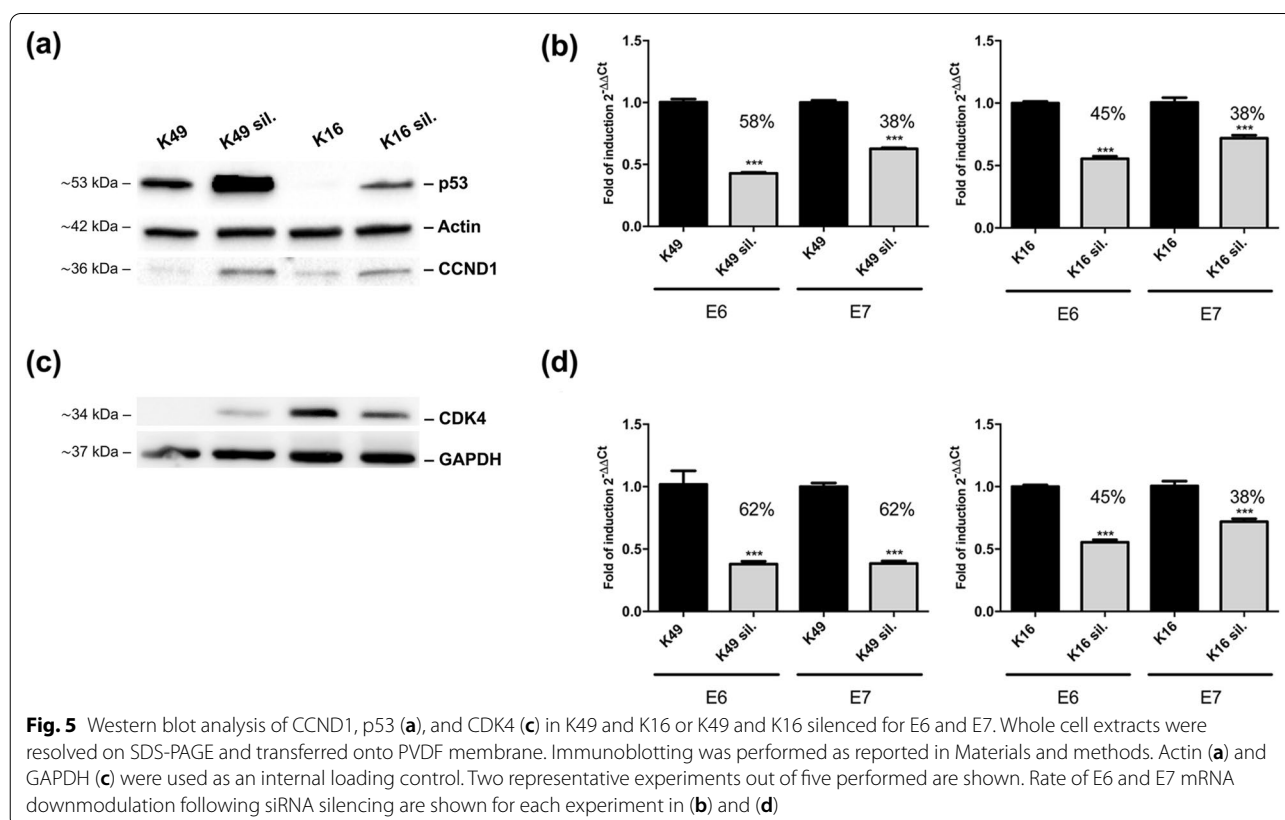 (a)
K49 K49 sil. K16 K16 sil.
~53 kDa – – p53
~42 kDa – – Actin
~36 kDa – – CCND1
(b)
Fold of induction 2-ΔΔCt
1.5
1.0
0.5
0.0
58%
***
38%
***
K49 K49 sil. K49 K49 sil.
E6 E7
Fold of induction 2-ΔΔCt
1.5
1.0
0.5
0.0
45%
***
38%
***
K16 K16 sil. K16 K16 sil.
E6 E7
(c)
~34 kDa – – CDK4
~37 kDa – – GAPDH
(d)
Fold of induction 2-ΔΔCt
1.5
1.0
0.5
0.0
62%
***
62%
***
K49 K49 sil. K49 K49 sil.
E6 E7
Fold of induction 2-ΔΔCt
1.5
1.0
0.5
0.0
45%
***
38%
***
K16 K16 sil. K16 K16 sil.
E6 E7
Fig. 5 Western blot analysis of CCND1, p53 (a), and CDK4 (c) in K49 and K16 or K49 and K16 silenced for E6 and E7. Whole cell extracts were
resolved on SDS-PAGE and transferred onto PVDF membrane. Immunoblotting was performed as reported in Materials and methods. Actin (a) and
GAPDH (c) were used as an internal loading control. Two representative experiments out of five performed are shown. Rate of E6 and E7 mRNA
downmodulation following siRNA silencing are shown for each experiment in (b) and (d)